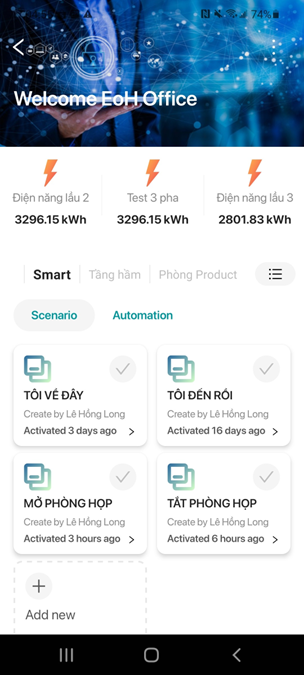 74%
Welcome EoH Office
Điện năng lầu 2
Test 3 pha
Điện năng lầu 3
3296.15 kWh
3296.15 kWh
2801.83 kWh
Smart
Tầng hầm
Phòng Product
Scenario
Automation
TÔI VỀ ĐÂY
Create by Lê Hồng Long
Activated 3 days ago
TÔI ĐẾN RỒI
Create by Lê Hồng Long
Activated 16 days ago
MỞ PHÒNG HỌP
Create by Lê Hồng Long
Activated 3 hours ago
TẮT PHÒNG HỌP
Create by Lê Hồng Long
Activated 6 hours ago
Add new